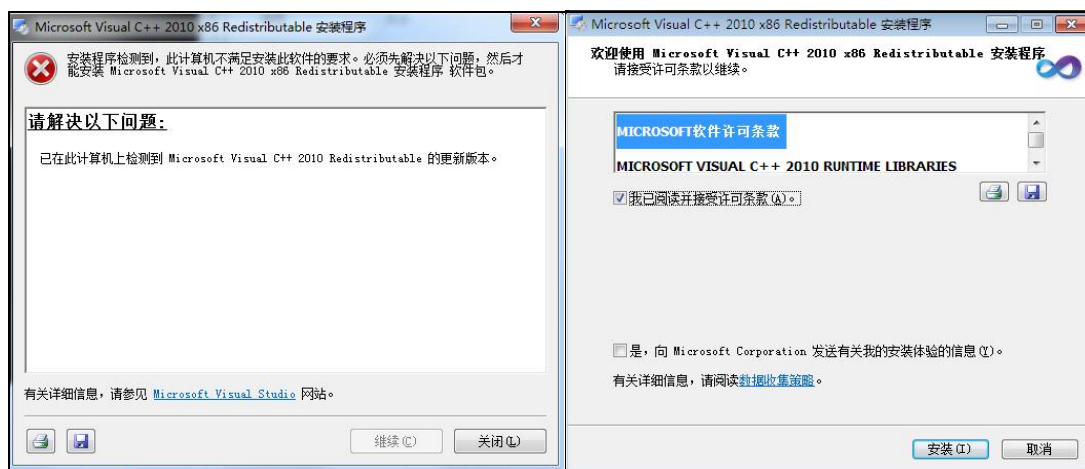 Microsoft Visual C++ 2010 x86 Redistributable 安装程序
安装程序检测到，此计算机不满足安装此软件的要求。必须先解决以下问题，然后才
能安装 Microsoft Visual C++ 2010 x86 Redistributable 安装程序 软件包。
请解决以下问题:
已在此计算机上检测到 Microsoft Visual C++ 2010 Redistributable 的更新版本。
有关详细信息，请参见 Microsoft Visual Studio 网站。
继续(C)
关闭(L)
Microsoft Visual C++ 2010 x86 Redistributable 安装程序
欢迎使用 Microsoft Visual C++ 2010 x86 Redistributable 安装程序
请接受许可条款以继续。
MICROSOFT软件许可条款
MICROSOFT VISUAL C++ 2010 RUNTIME LIBRARIES
我已阅读并接受许可条款(A)。
是，向 Microsoft Corporation 发送有关我的安装体验的信息(Y)。
有关详细信息，请阅读数据收集策略。
安装(I)
取消